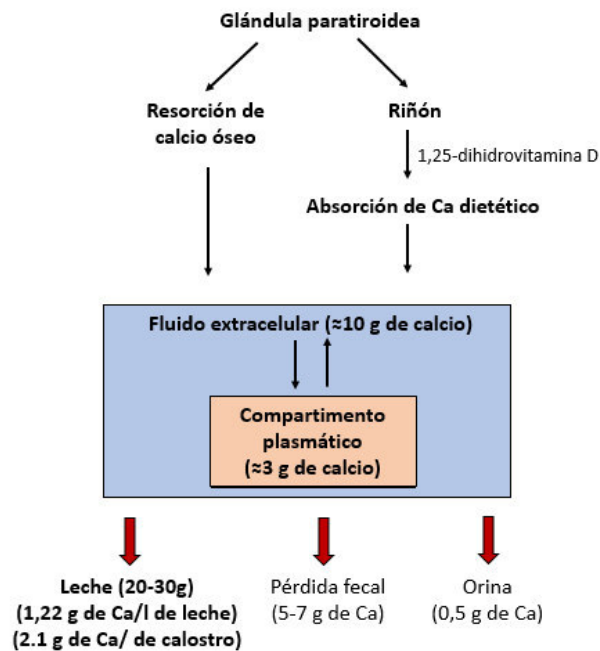 Glándula paratiroidea
Resorción de
calcio óseo
Riñón
1,25-dihidrovitamina D
Absorción de Ca dietético
Fluido extracelular (≈10 g de calcio)
Compartimento
plasmático
(≈3 g de calcio)
Leche (20-30g)
(1,22 g de Ca/l de leche)
(2.1 g de Ca/ de calostro)
Pérdida fecal
(5-7 g de Ca)
Orina
(0,5 g de Ca)